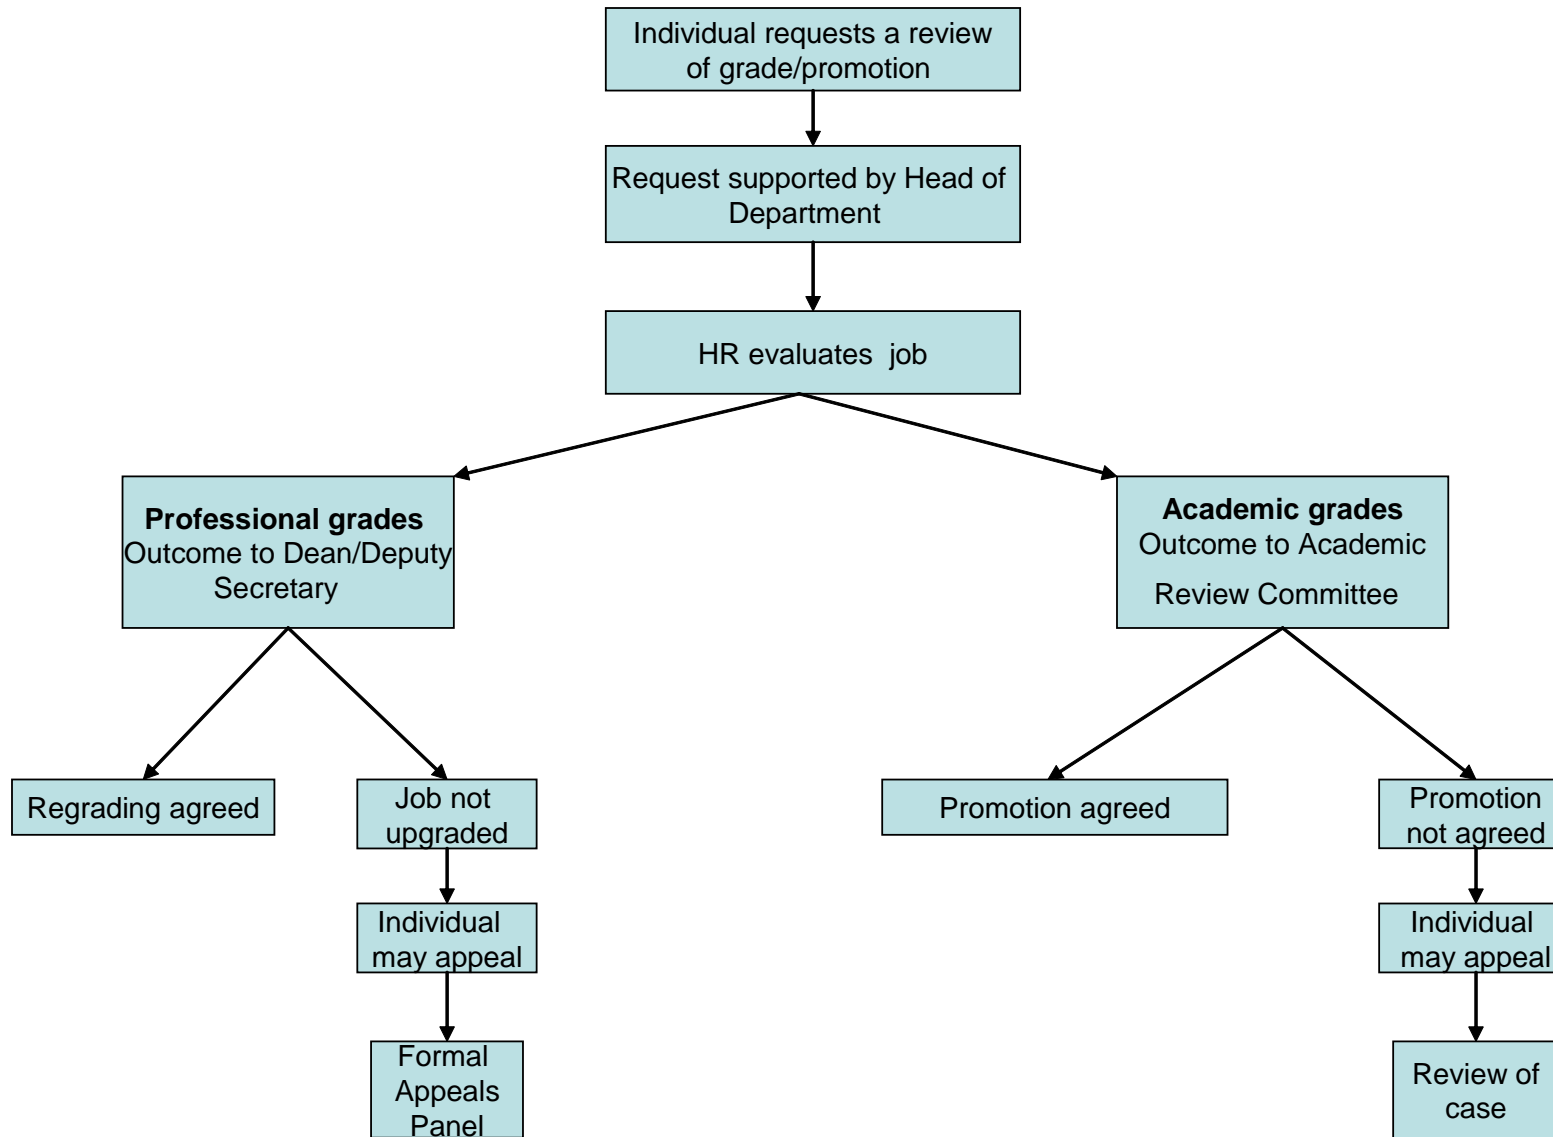 Individual requests a review
of grade/promotion
Request supported by Head of
Department
HR evaluates  job
Professional grades
Outcome to Dean/Deputy
Secretary
Academic grades
Outcome to Academic
Review Committee
Regrading agreed
Job not
upgraded
Promotion agreed
Promotion
not agreed
Individual
may appeal
Individual
may appeal
Formal
Appeals
Panel
Review of
case